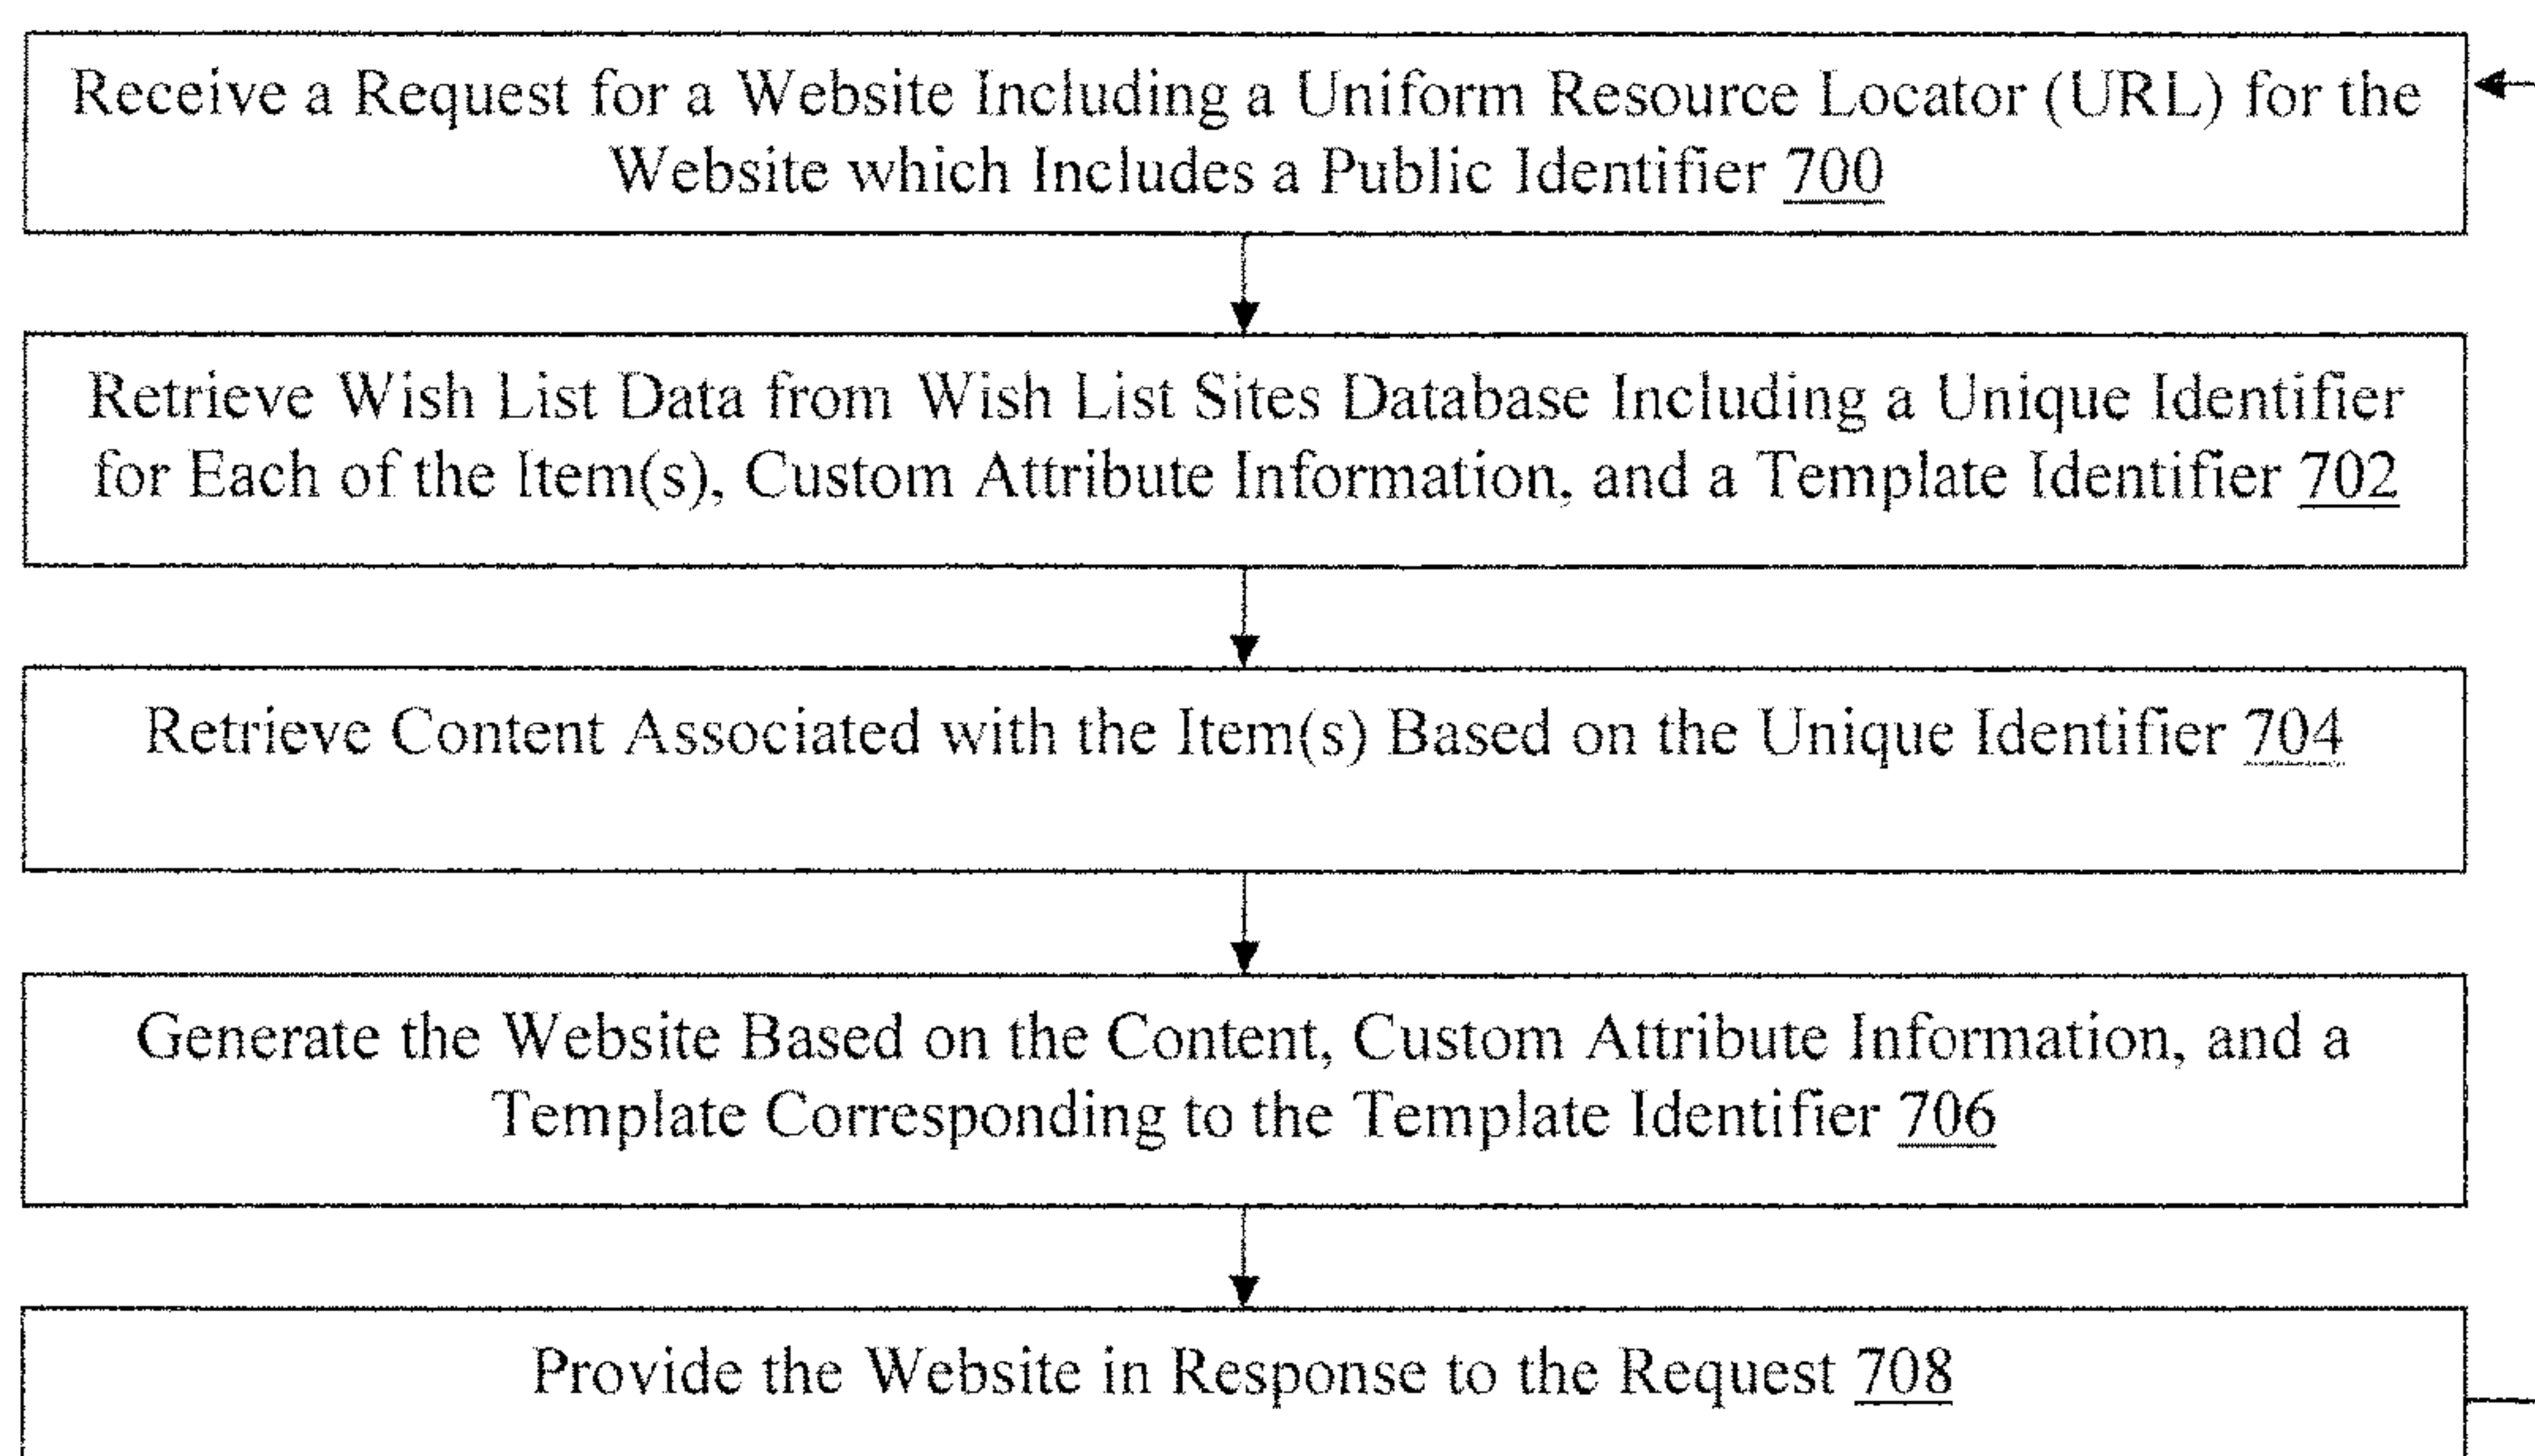 Receive a Request for a Website Including a Uniform Resource Locator (URL) for the
Website which Includes a Public Identifier 700
Retrieve Wish List Data from Wish List Sites Database Including a Unique Identifier
for Each of the Item(s), Custom Attribute Information, and a Template Identifier 702
Retrieve Content Associated with the Item(s) Based on the Unique Identifier 704
Generate the Website Based on the Content, Custom Attribute Information, and a
Template Corresponding to the Template Identifier 706
Provide the Website in Response to the Request 708